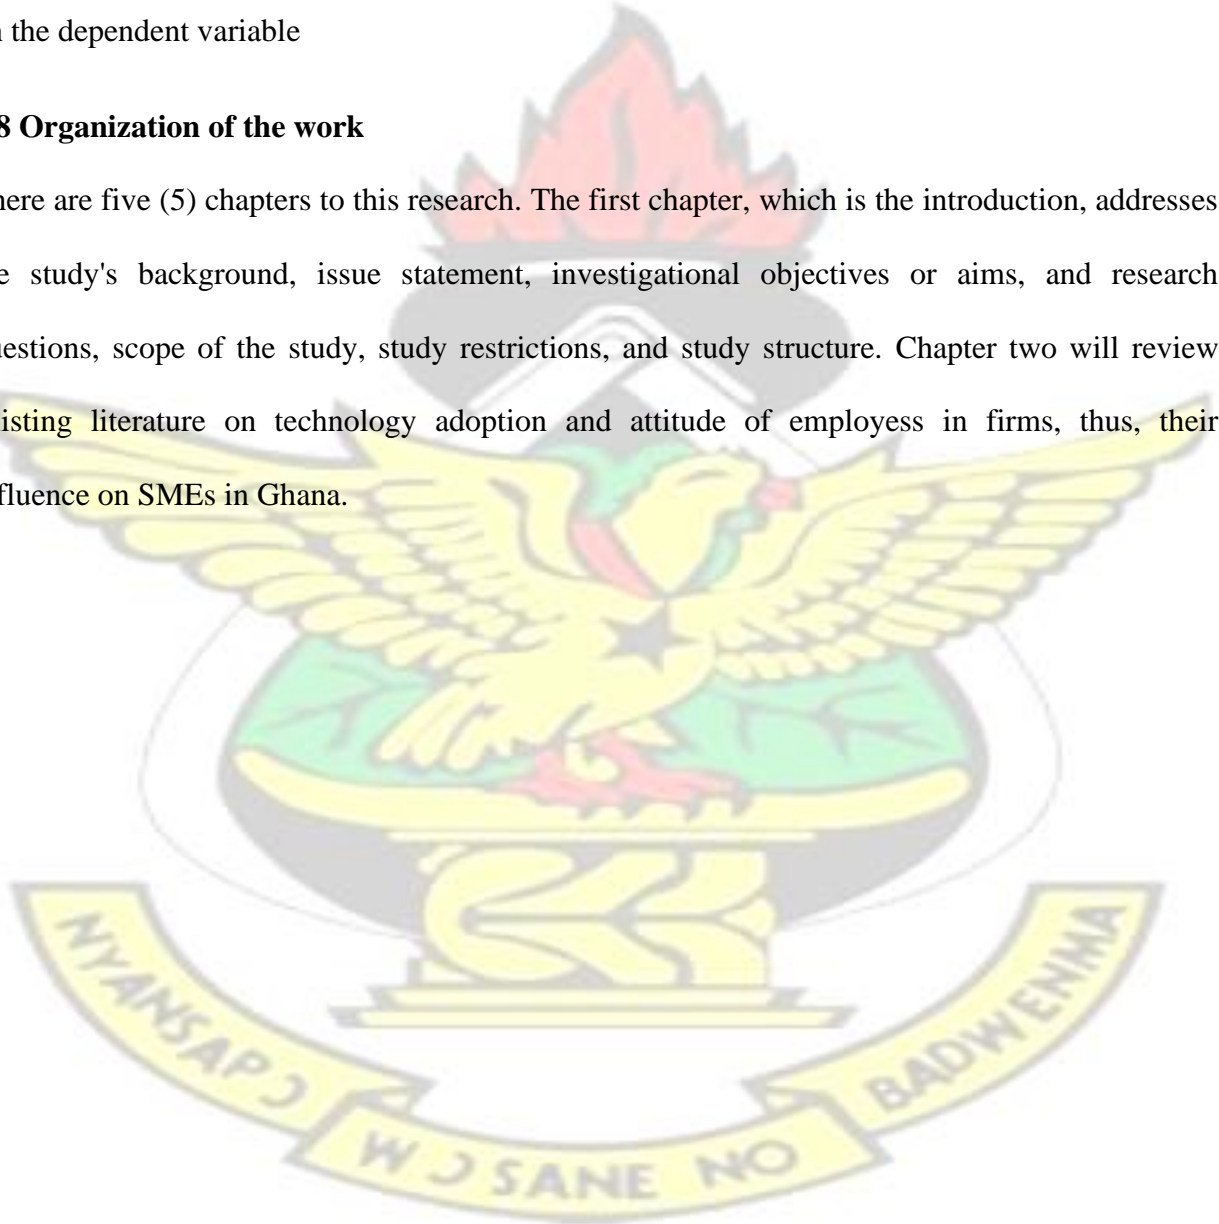 n the dependent variable
8 Organization of the work
here are five (5) chapters to this research. The first chapter, which is the introduction, addresses
e study's background, issue statement, investigational objectives or aims, and research
uestions, scope of the study, study restrictions, and study structure. Chapter two will review
isting literature on technology adoption and attitude of employess in firms, thus, their
fluence on SMEs in Ghana.
NYANSAPƆ
WƆSANE NO
BADWENMA